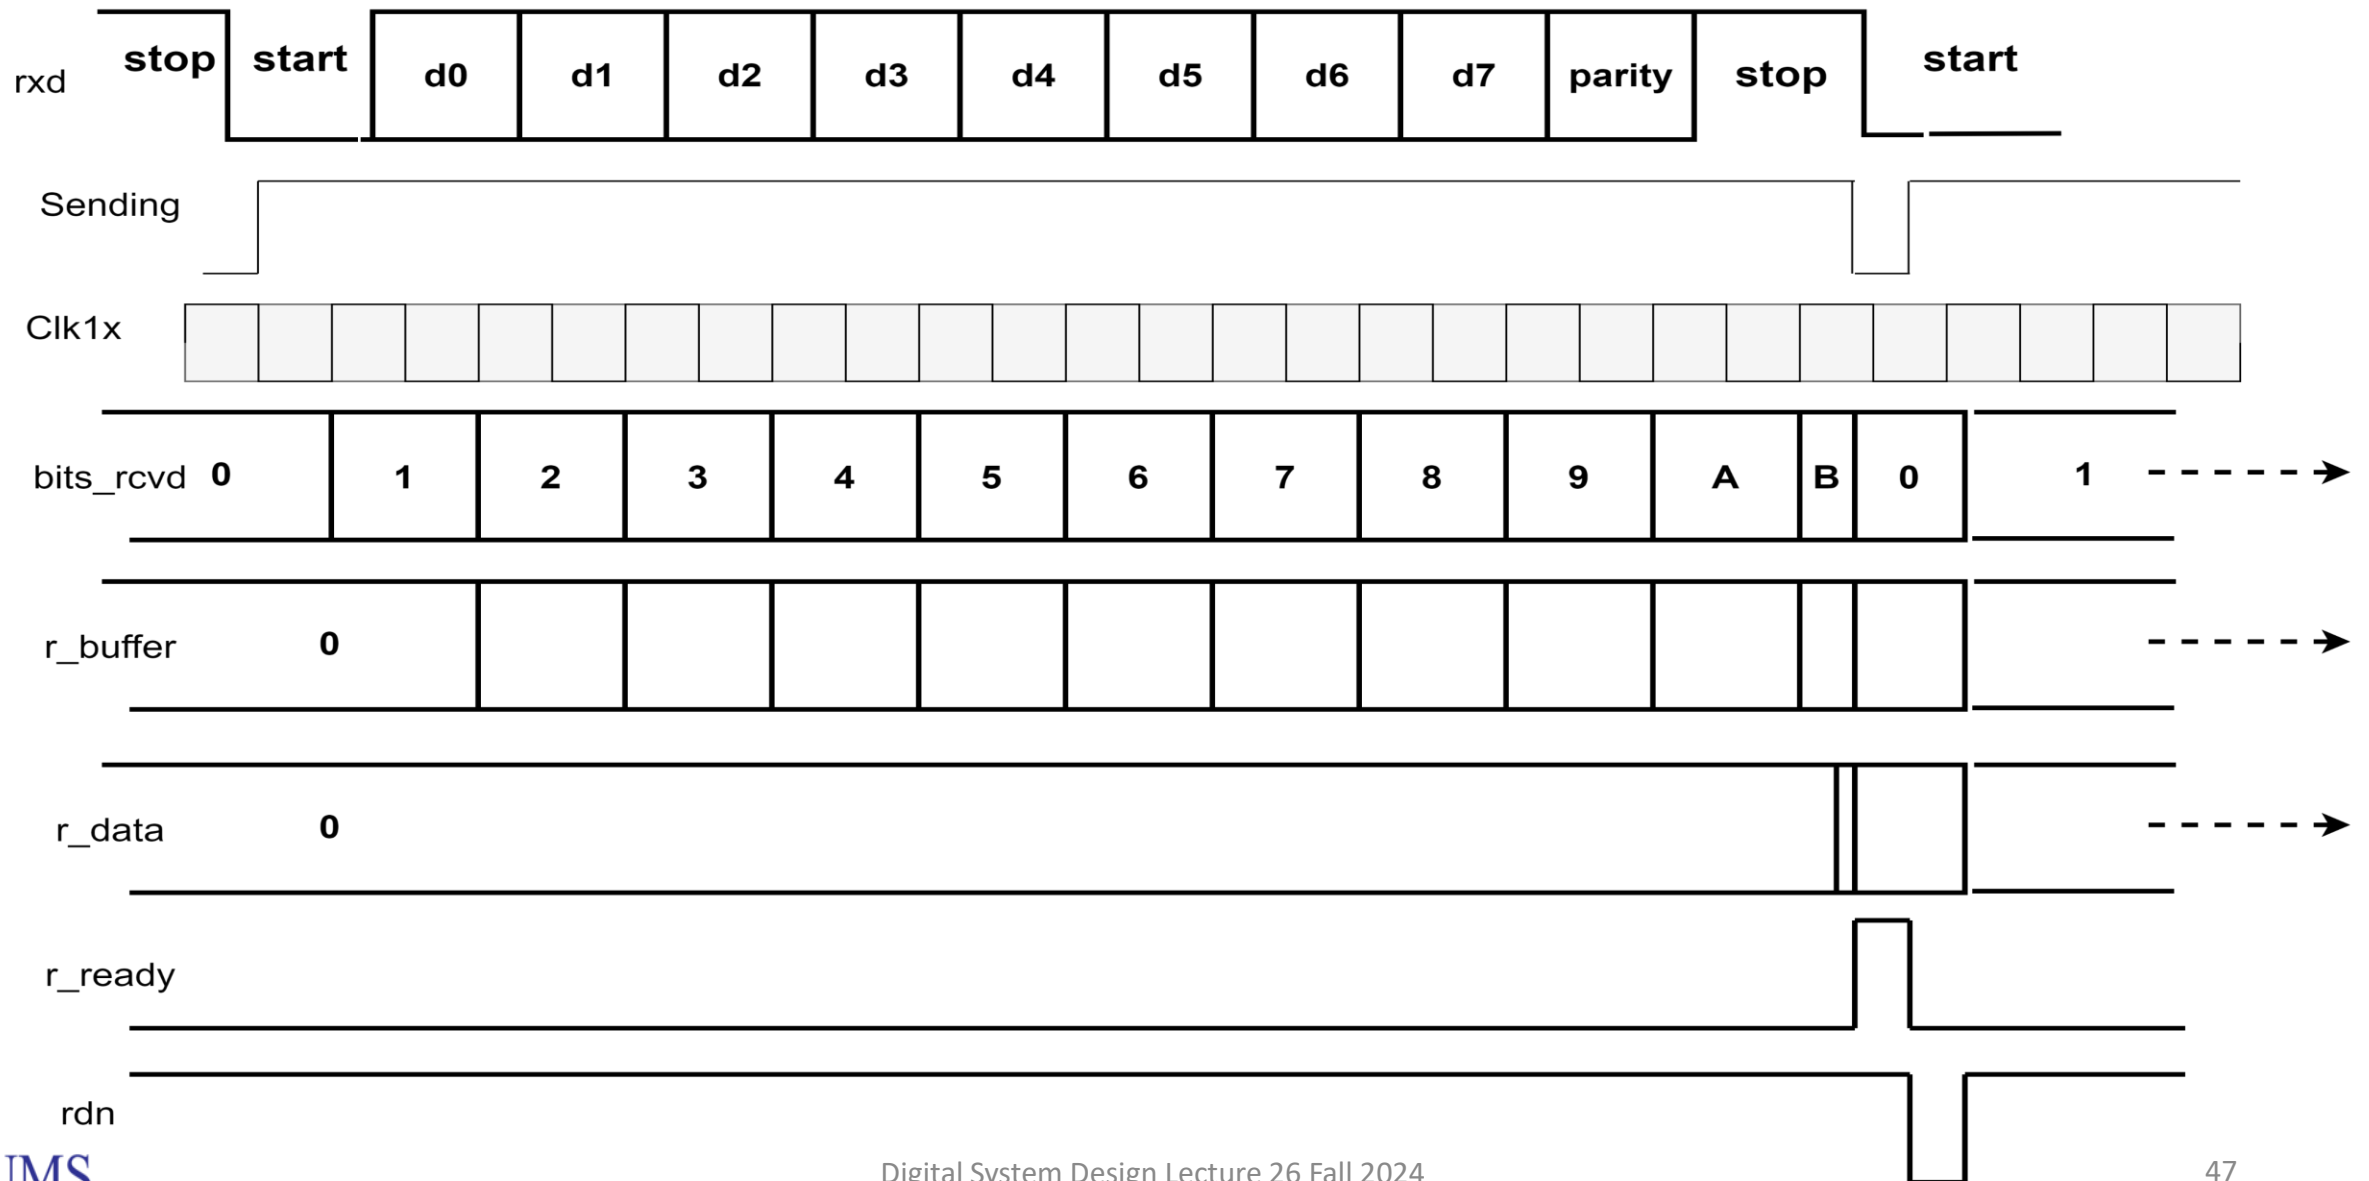 rxd stop start d0 d1 d2 d3 d4 d5 d6 d7 parity stop start
Sending
Clk1x
bits_rcvd 0 1 2 3 4 5 6 7 8 9 A B 0 1
r_buffer 0
r_data 0
r_ready
rdn
Digital System Design Lecture 26 Fall 2024
47